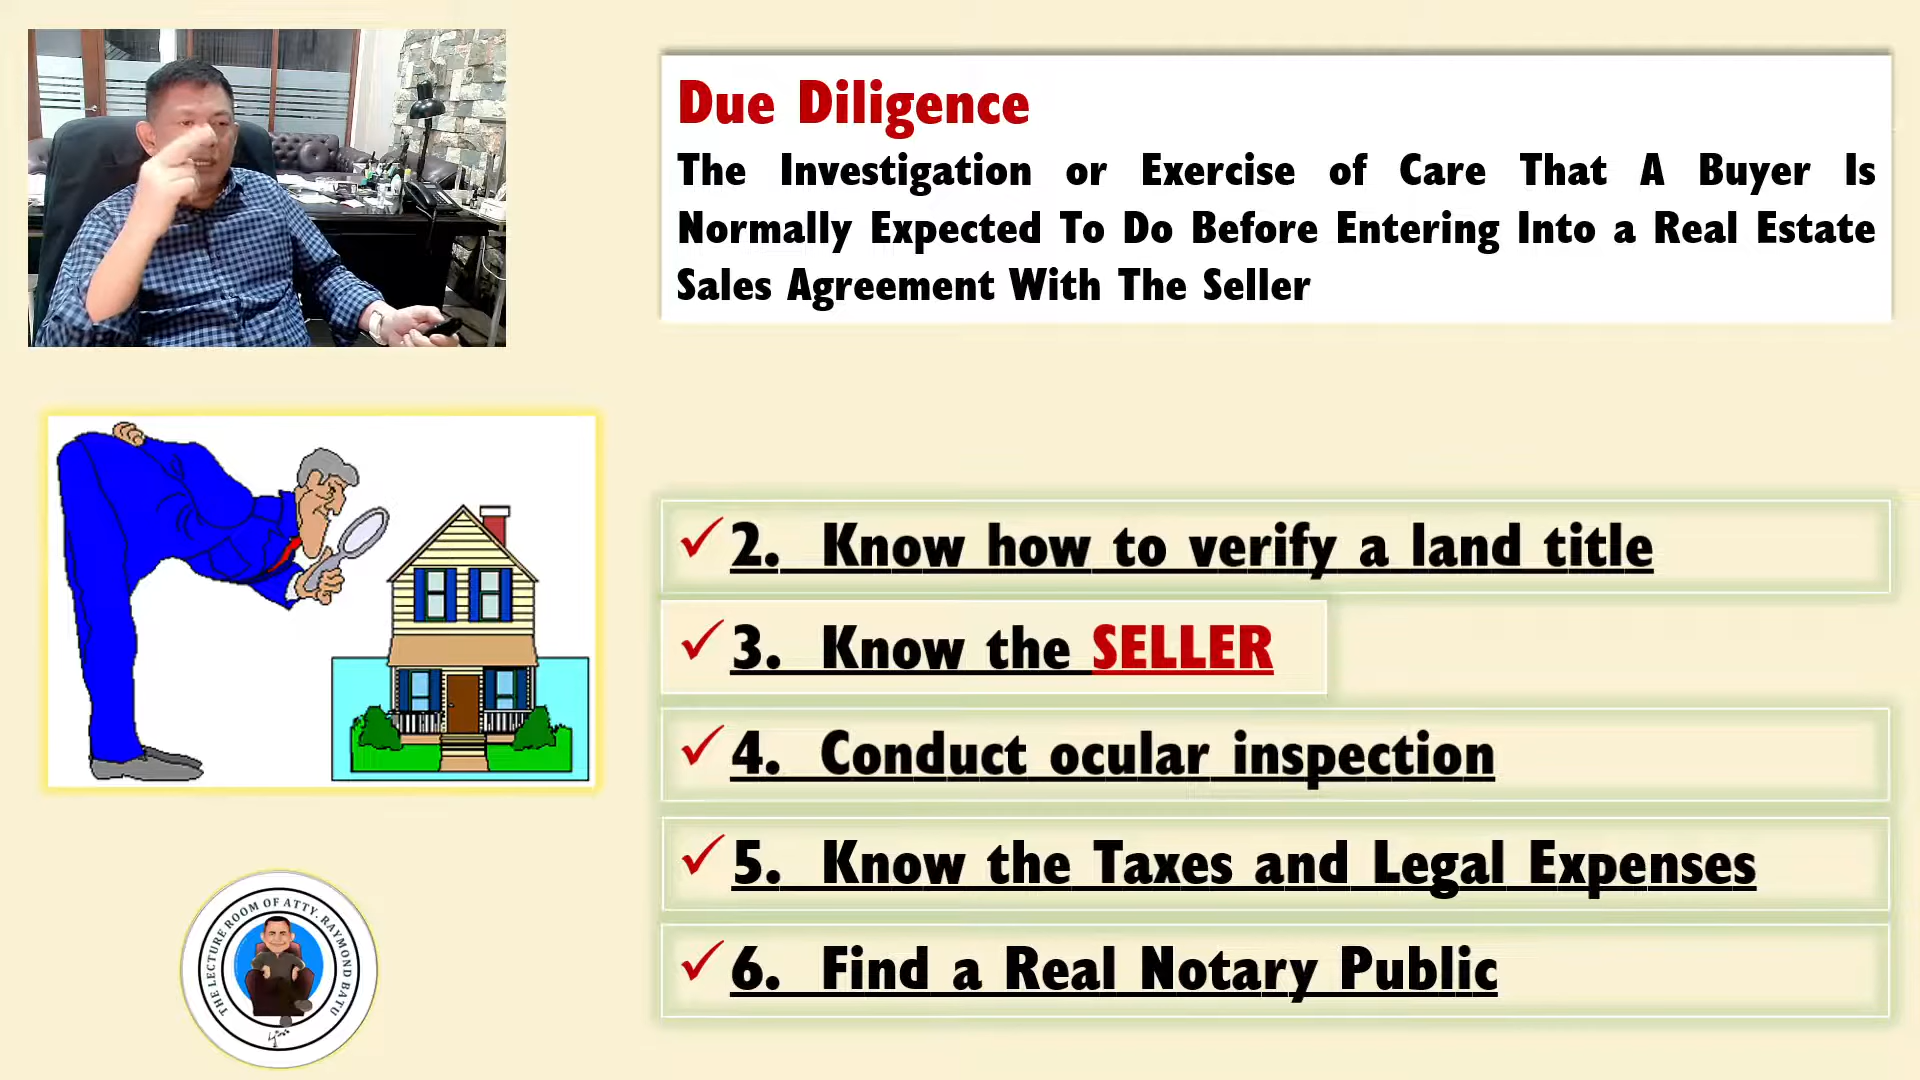 Due Diligence
The Investigation or Exercise of Care That A Buyer Is
Normally Expected To Do Before Entering Into a Real Estate
Sales Agreement With The Seller
2. Know how to verify a land title
3. Know the SELLER
4. Conduct ocular inspection
5. Know the Taxes and Legal Expenses
6. Find a Real Notary Public
THE LECTURE ROOM OF ATTY. RAYMOND BATU